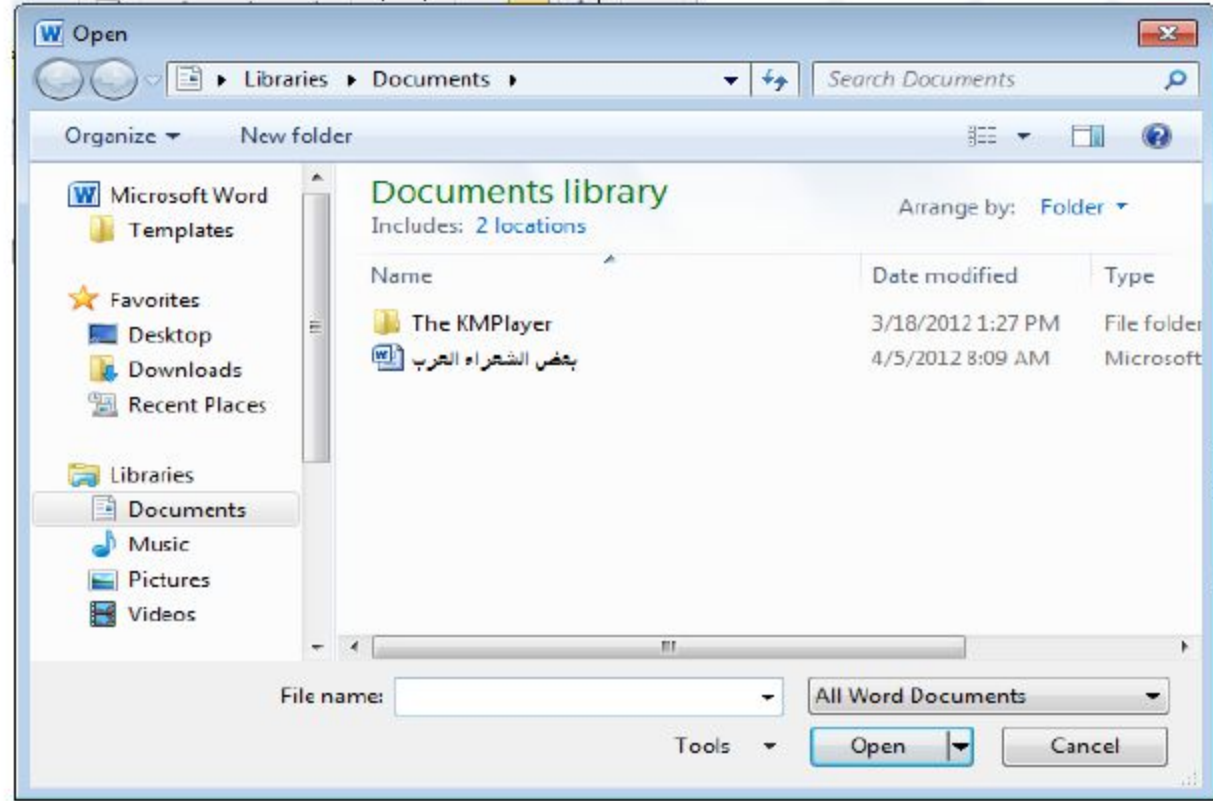 Open
Libraries Documents Search Documents
Organize New folder
Microsoft Word
Templates
Favorites
Desktop
Downloads
Recent Places
Libraries
Documents
Music
Pictures
Videos
Documents library
Includes: 2 locations
Arrange by: Folder
Name Date modified Type
The KMPlayer 3/18/2012 1:27 PM File folder
بعض الشعراء العرب 4/5/2012 8:09 AM Microsoft
File name: All Word Documents
Tools Open Cancel